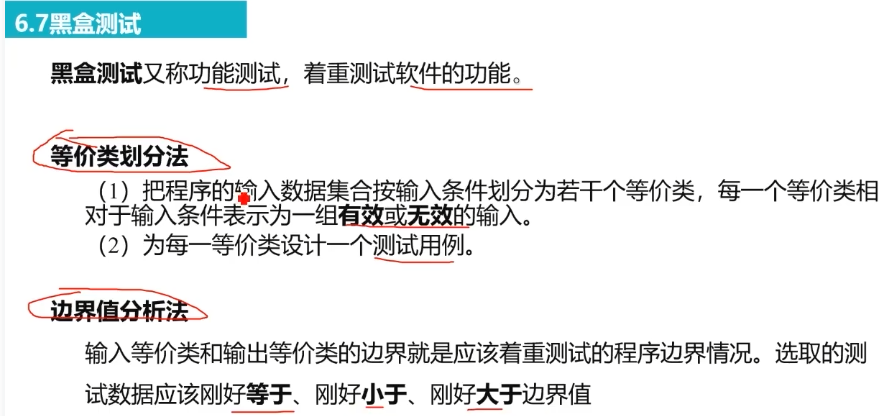 6.7黑盒测试
黑盒测试又称功能测试，着重测试软件的功能。
等价类划分法
（1）把程序的输入数据集合按输入条件划分为若干个等价类，每一个等价类相
对于输入条件表示为一组有效或无效的输入。
（2）为每一等价类设计一个测试用例。
边界值分析法
输入等价类和输出等价类的边界就是应该着重测试的程序边界情况。选取的测
试数据应该刚好等于、刚好小于、刚好大于边界值